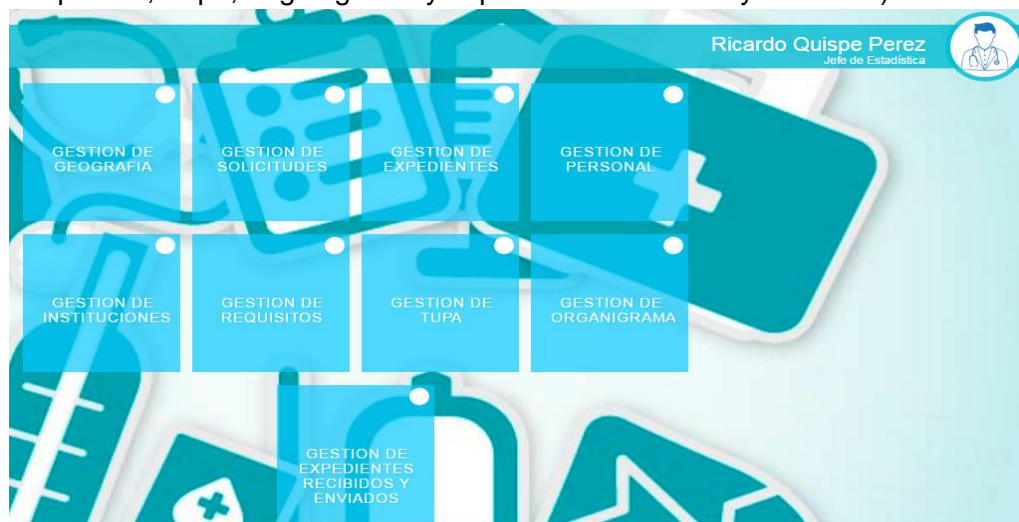 Ricardo Quispe Perez
Jefe de Estadística
GESTION DE
GEOGRAFIA
GESTION DE
SOLICITUDES
GESTION DE
EXPEDIENTES
GESTION DE
PERSONAL
GESTION DE
INSTITUCIONES
GESTION DE
REQUISITOS
GESTION DE
TUPA
GESTION DE
ORGANIGRAMA
GESTION DE
EXPEDIENTES
RECIBIDOS Y
ENVIADOS